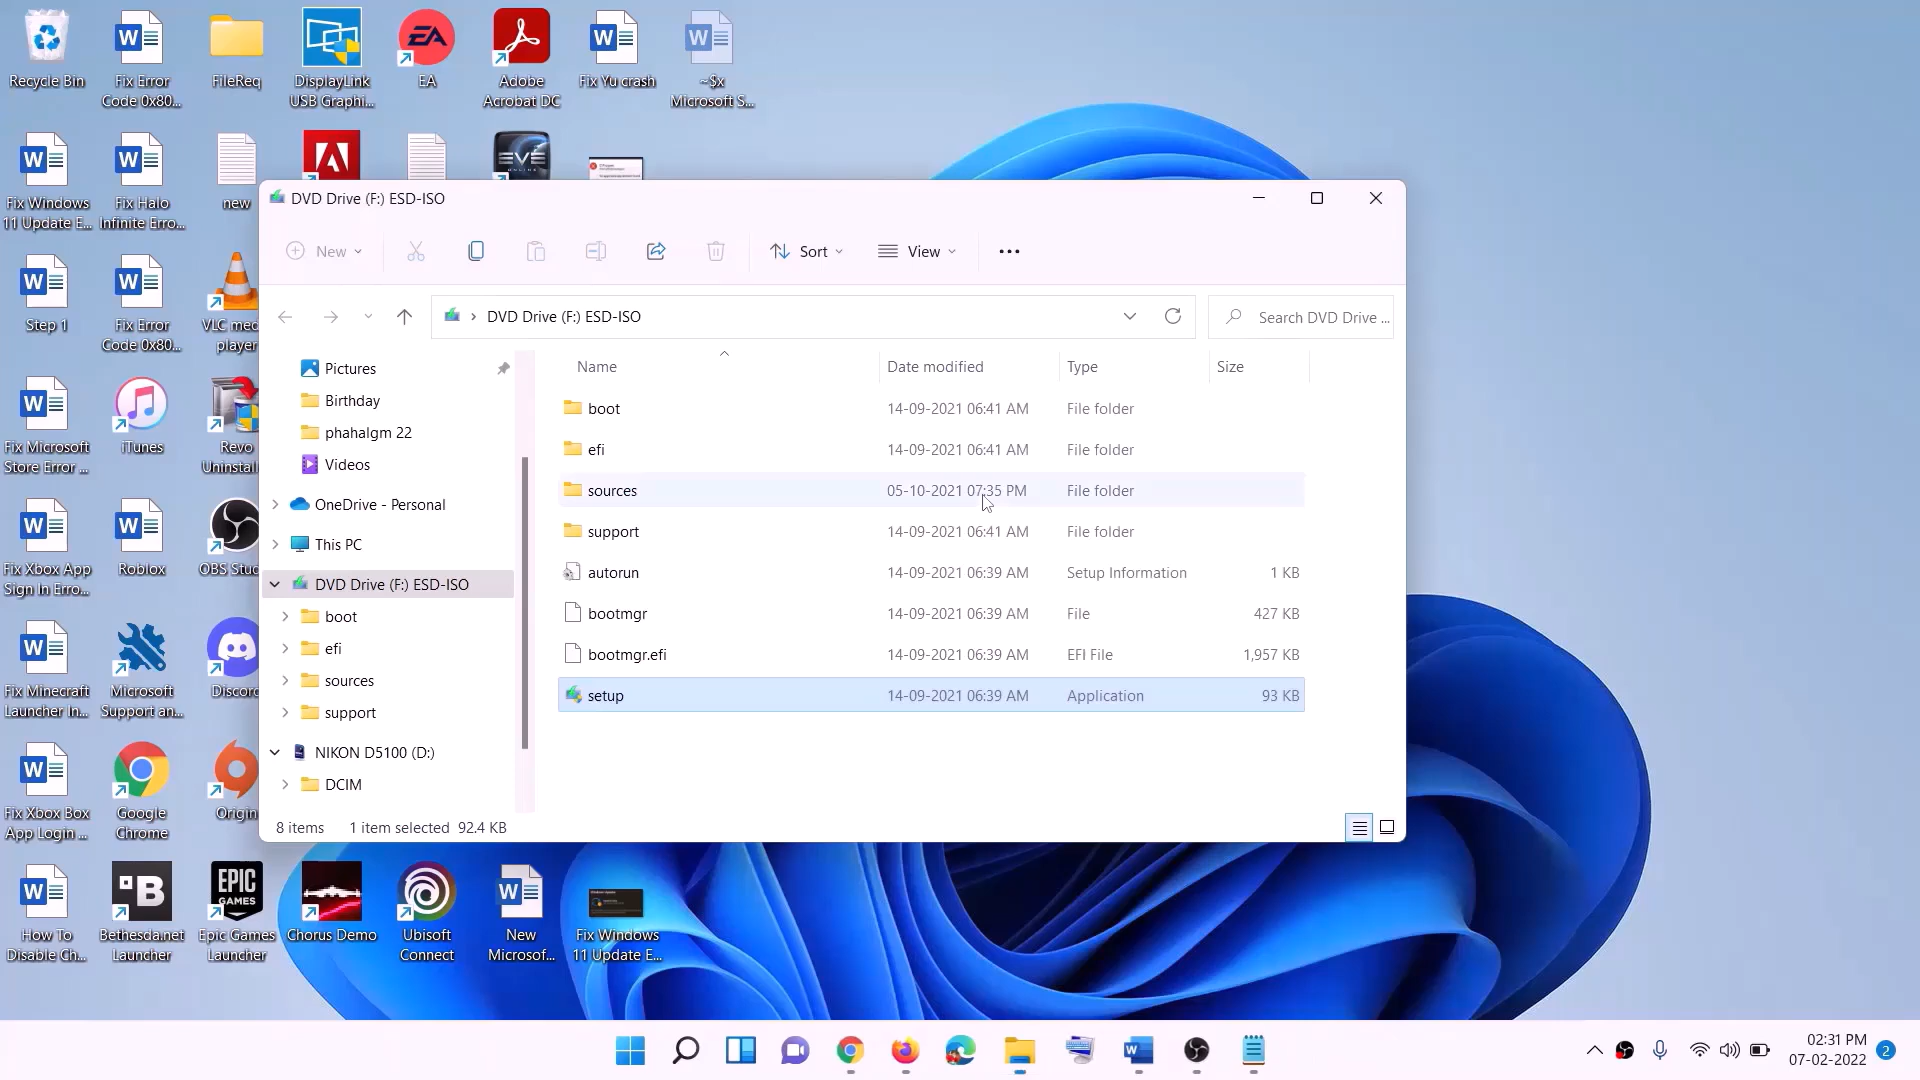 Recycle Bin
Fix Error
Code 0x80...
FileReq
DisplayLink
USB Graphi...
EA
Adobe
Acrobat DC
Fix Yu crash
~$x
Microsoft S...
Fix Windows
11 Update E...
Fix Halo
Infinite Erro...
new
EVE
ONLINE
DVD Drive (F:) ESD-ISO
New
Sort
View
DVD Drive (F:) ESD-ISO
Search DVD Drive ...
Step 1
Fix Error
Code 0x80...
VLC med
player
Fix Microsoft
Store Error ...
iTunes
Revo
Uninstall
Fix Xbox App
Sign In Erro...
Roblox
OBS Stud
Fix Minecraft
Launcher In...
Microsoft
Support an...
Discord
Fix Xbox Box
App Login ...
Google
Chrome
Origin
Pictures
Birthday
phahalgm 22
Videos
OneDrive - Personal
This PC
DVD Drive (F:) ESD-ISO
boot
efi
sources
support
NIKON D5100 (D:)
DCIM
Name Date modified Type Size
boot 14-09-2021 06:41 AM File folder
efi 14-09-2021 06:41 AM File folder
sources 05-10-2021 07:35 PM File folder
support 14-09-2021 06:41 AM File folder
autorun 14-09-2021 06:39 AM Setup Information 1 KB
bootmgr 14-09-2021 06:39 AM File 427 KB
bootmgr.efi 14-09-2021 06:39 AM EFI File 1,957 KB
setup 14-09-2021 06:39 AM Application 93 KB
8 items 1 item selected 92.4 KB
How To
Disable Ch...
Bethesda.net
Launcher
EPIC
GAMES
Epic Games
Launcher
Chorus Demo
Ubisoft
Connect
New
Microsof...
Fix Windows
11 Update E...
02:31 PM
07-02-2022
2